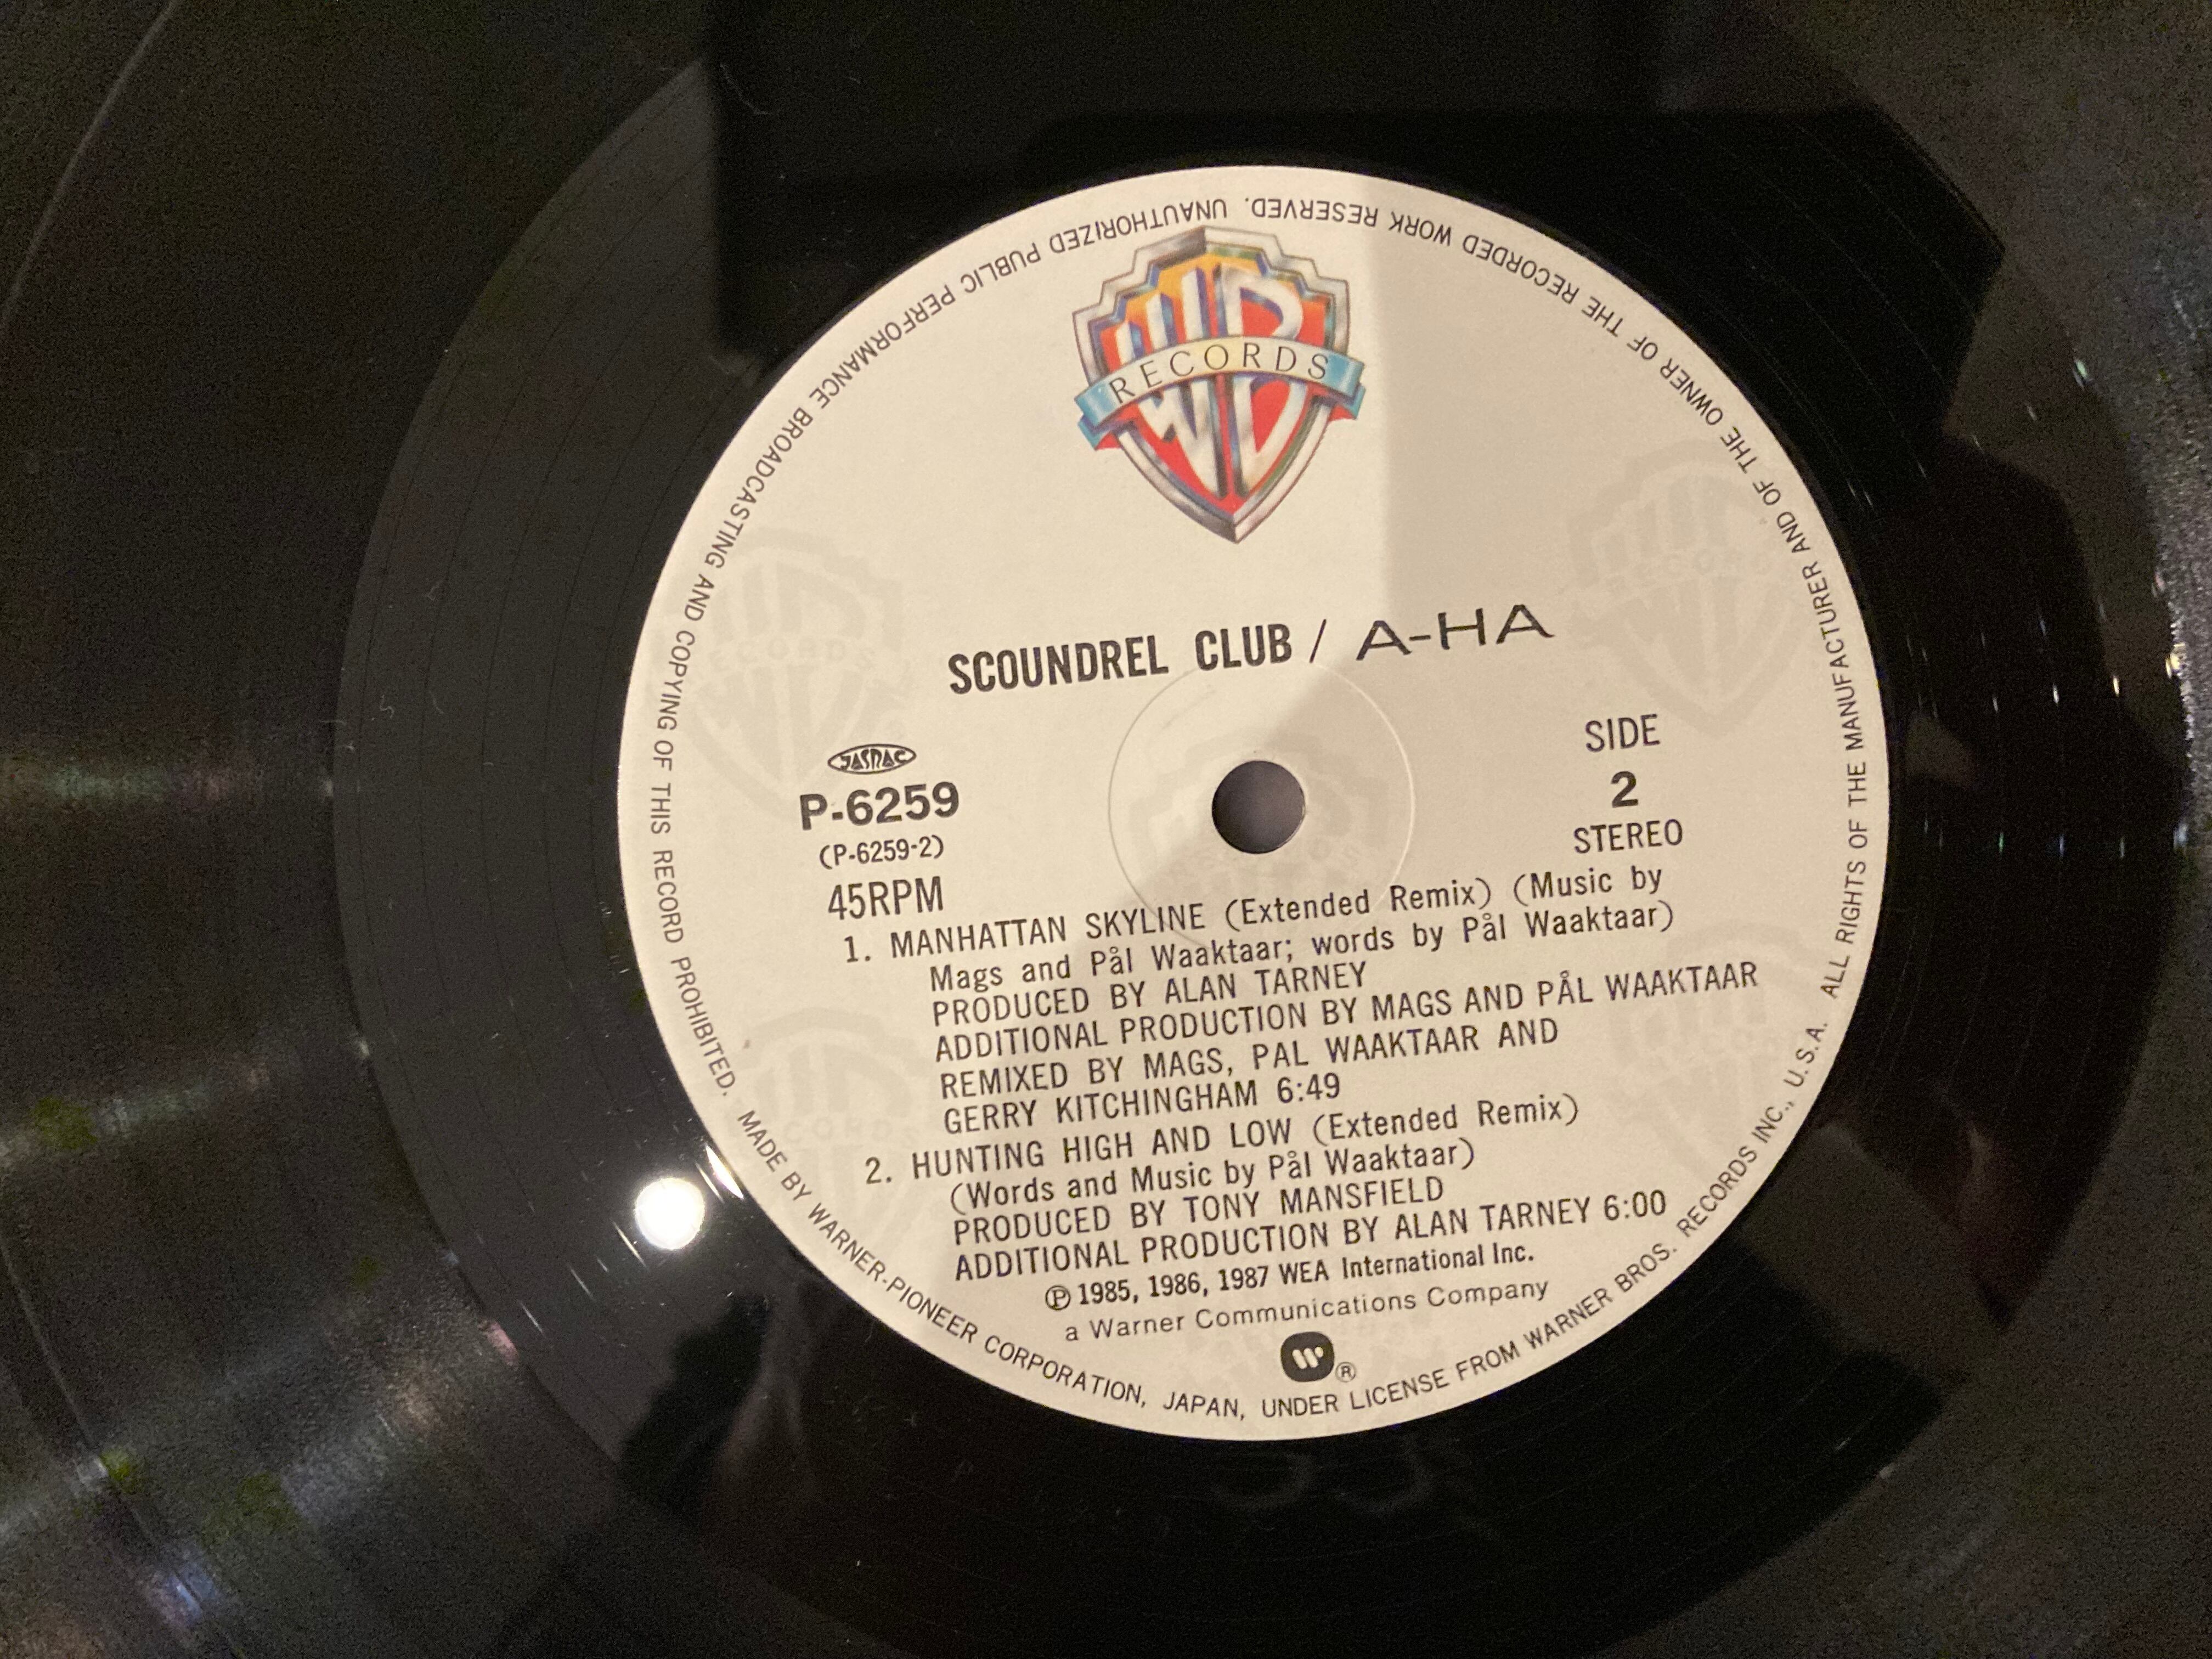 RECORDS
SCOUNDREL CLUB / A-HA
JASRAC
P-6259
(P-6259-2)
45RPM
SIDE
2
STEREO
1. MANHATTAN SKYLINE (Extended Remix) (Music by
Mags and Pål Waaktaar; words by Pål Waaktaar)
PRODUCED BY ALAN TARNEY
ADDITIONAL PRODUCTION BY MAGS AND PÅL WAAKTAAR
REMIXED BY MAGS, PAL WAAKTAAR AND
GERRY KITCHINGHAM 6:49
2. HUNTING HIGH AND LOW (Extended Remix)
(Words and Music by Pål Waaktaar)
PRODUCED BY TONY MANSFIELD
ADDITIONAL PRODUCTION BY ALAN TARNEY 6:00
℗ 1985, 1986, 1987 WEA International Inc.
a Warner Communications Company
®
MADE BY WARNER-PIONEER CORPORATION, JAPAN, UNDER LICENSE FROM WARNER BROS. RECORDS INC., U.S.A. ALL RIGHTS OF THE MANUFACTURER AND OF THE OWNER OF THE RECORDED WORK RESERVED. UNAUTHORIZED PUBLIC PERFORMANCE BROADCASTING AND COPYING OF THIS RECORD PROHIBITED.